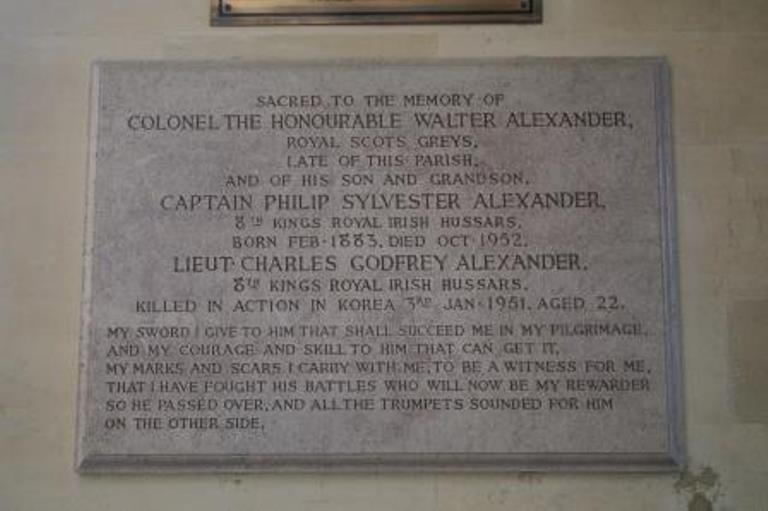 SACRED TO THE MEMORY OF
COLONEL THE HONOURABLE WALTER ALEXANDER,
ROYAL SCOTS GREYS,
LATE OF THIS PARISH,
AND OF HIS SON AND GRANDSON,
CAPTAIN PHILIP SYLVESTER ALEXANDER,
8TH KINGS ROYAL IRISH HUSSARS,
BORN FEB· 1883, DIED OCT· 1952,
LIEUT· CHARLES GODFREY ALEXANDER,
8TH KINGS ROYAL IRISH HUSSARS,
KILLED IN ACTION IN KOREA 3RD JAN· 1951, AGED 22.
MY SWORD I GIVE TO HIM THAT SHALL SUCCEED ME IN MY PILGRIMAGE,
AND MY COURAGE AND SKILL TO HIM THAT CAN GET IT,
MY MARKS AND SCARS I CARRY WITH ME, TO BE A WITNESS FOR ME,
THAT I HAVE FOUGHT HIS BATTLES WHO WILL NOW BE MY REWARDER
SO HE PASSED OVER, AND ALL THE TRUMPETS SOUNDED FOR HIM
ON THE OTHER SIDE.